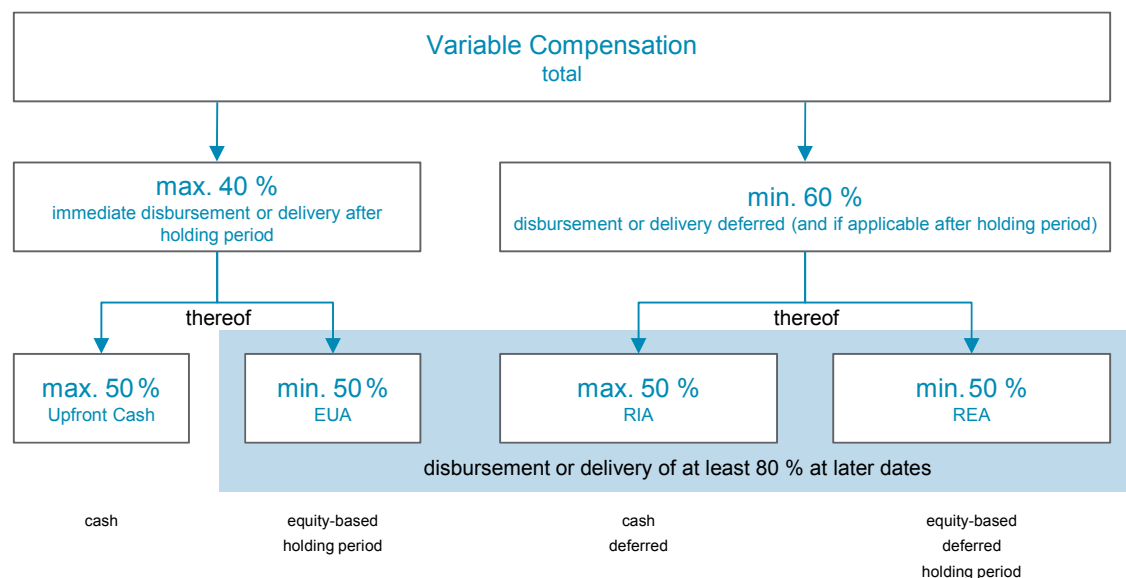 Variable Compensation
total
max. 40 %
immediate disbursement or delivery after
holding period
min. 60 %
disbursement or delivery deferred (and if applicable after holding period)
thereof
thereof
max. 50 %
Upfront Cash
min. 50 %
EUA
max. 50 %
RIA
min. 50 %
REA
disbursement or delivery of at least 80 % at later dates
cash
equity-based
holding period
cash
deferred
equity-based
deferred
holding period